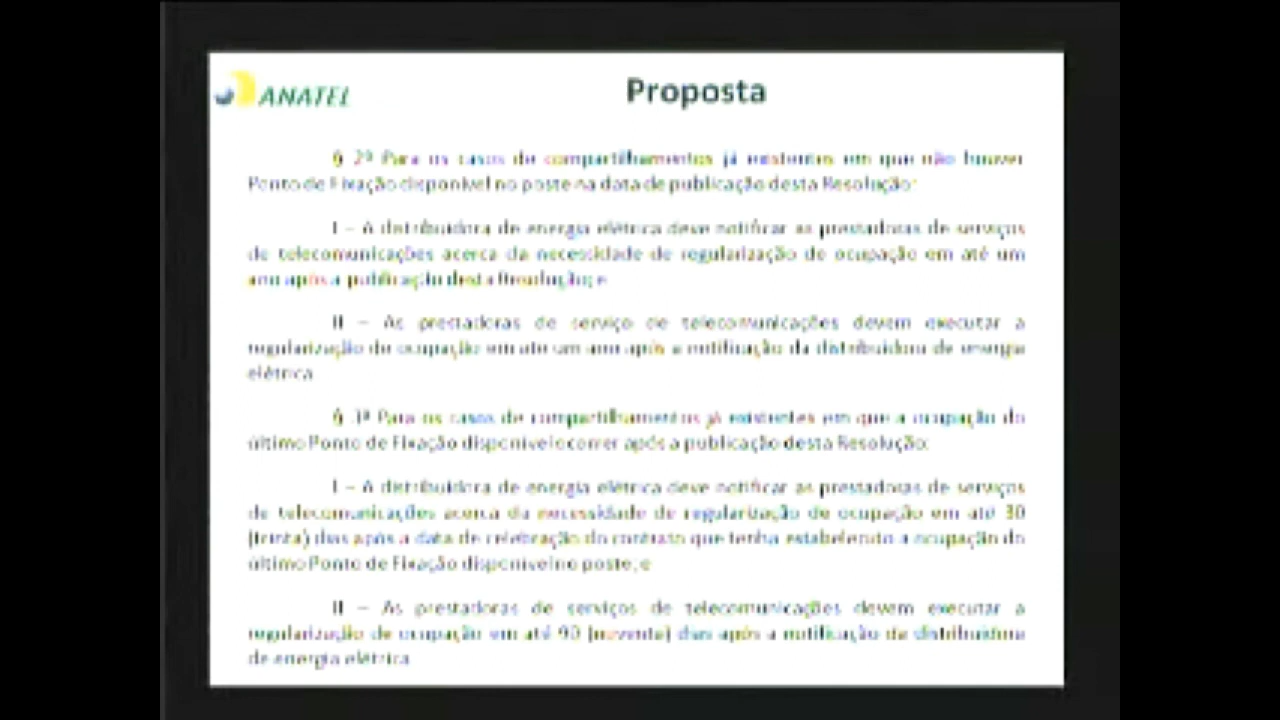 ANATEL
Proposta
§ 2º Para os casos de compartilhamentos já existentes em que não houver
Ponto de Fixação disponível no poste na data de publicação desta Resolução:
I – A distribuidora de energia elétrica deve notificar as prestadoras de serviços
de telecomunicações acerca da necessidade de regularização de ocupação em até um
ano após a publicação desta Resolução; e
II – As prestadoras de serviço de telecomunicações devem executar a
regularização de ocupação em até um ano após a notificação da distribuidora de energia
elétrica.
§ 3º Para os casos de compartilhamentos já existentes em que a ocupação do
último Ponto de Fixação disponível ocorrer após a publicação desta Resolução:
I – A distribuidora de energia elétrica deve notificar as prestadoras de serviços
de telecomunicações acerca da necessidade de regularização de ocupação em até 30
(trinta) dias após a data de celebração do contrato que tenha estabelecido a ocupação do
último Ponto de Fixação disponível no poste; e
II – As prestadoras de serviços de telecomunicações devem executar a
regularização de ocupação em até 90 (noventa) dias após a notificação da distribuidora
de energia elétrica.